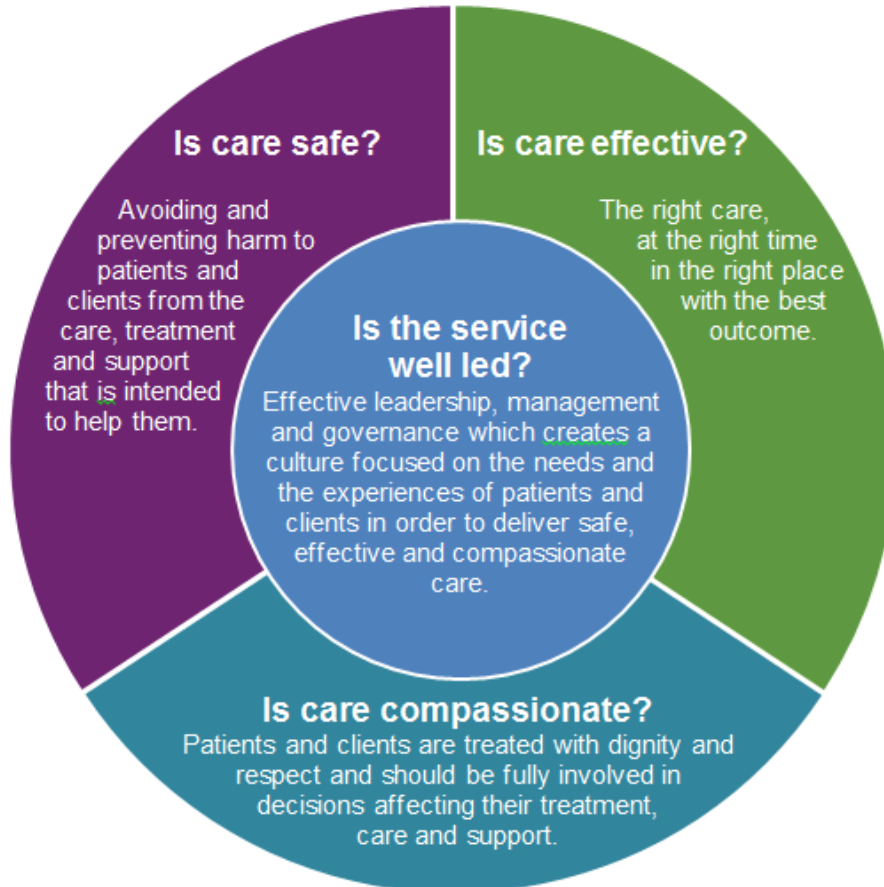 Is care safe?
Avoiding and
preventing harm to
patients and
clients from the
care, treatment
and support
that is intended
to help them.
Is care effective?
The right care,
at the right time
in the right place
with the best
outcome.
Is the service
well led?
Effective leadership, management
and governance which creates a
culture focused on the needs and
the experiences of patients and
clients in order to deliver safe,
effective and compassionate
care.
Is care compassionate?
Patients and clients are treated with dignity and
respect and should be fully involved in
decisions affecting their treatment,
care and support.